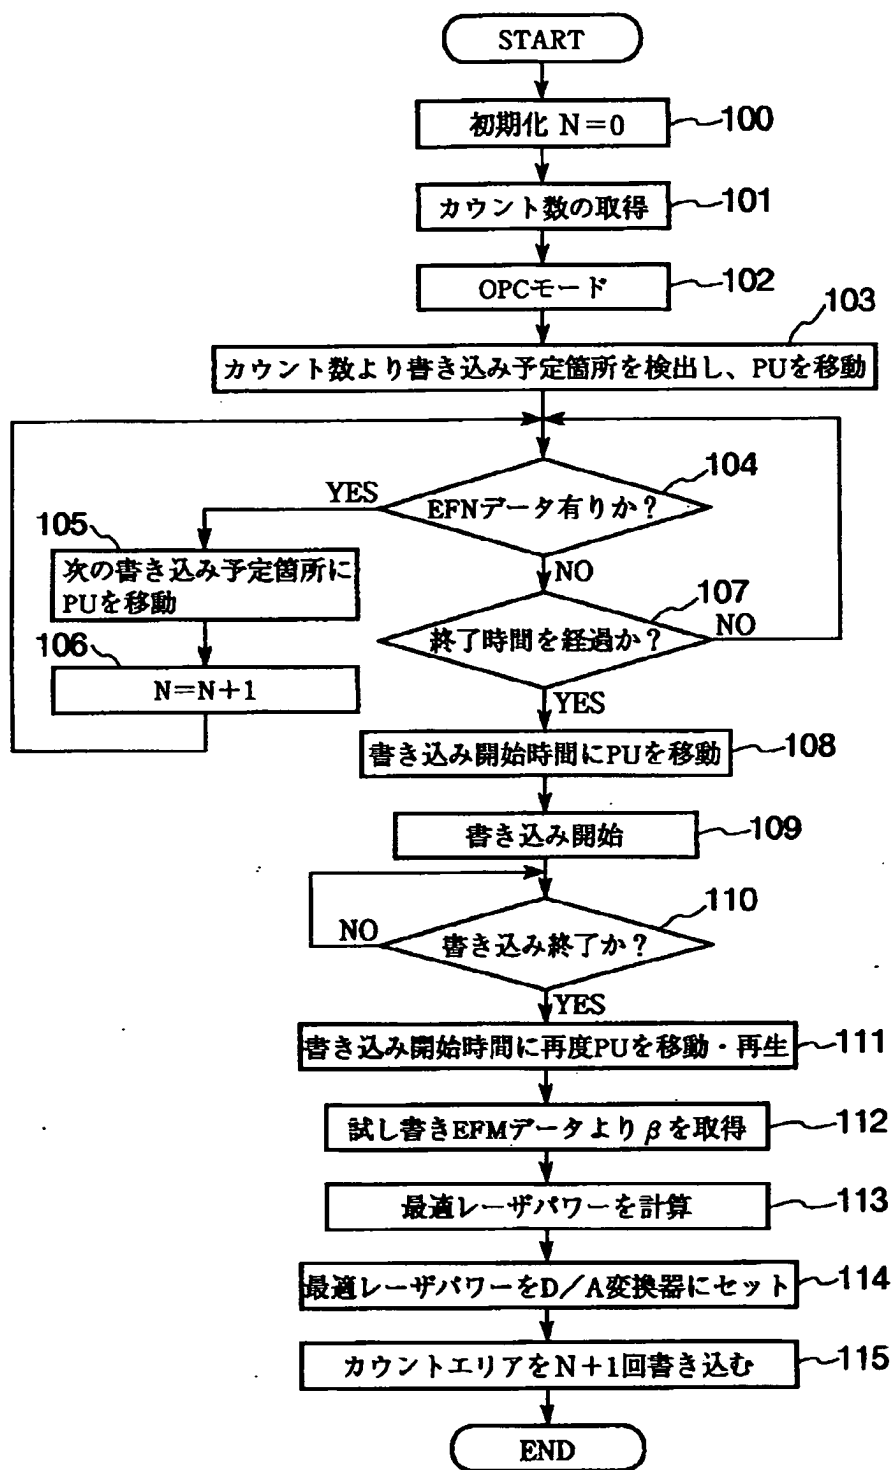 START
初期化 N=0
100
カウント数の取得
101
OPCモード
102
103
カウント数より書き込み予定箇所を検出し、PUを移動
104
YES
EFNデータ有りか?
105
次の書き込み予定箇所に
PUを移動
NO
107
終了時間を経過か?
NO
106
N=N+1
YES
書き込み開始時間にPUを移動
108
書き込み開始
109
110
NO
書き込み終了か?
YES
書き込み開始時間に再度PUを移動・再生
111
試し書きEFMデータよりβを取得
112
最適レーザパワーを計算
113
最適レーザパワーをD/A変換器にセット
114
カウントエリアをN+1回書き込む
115
END